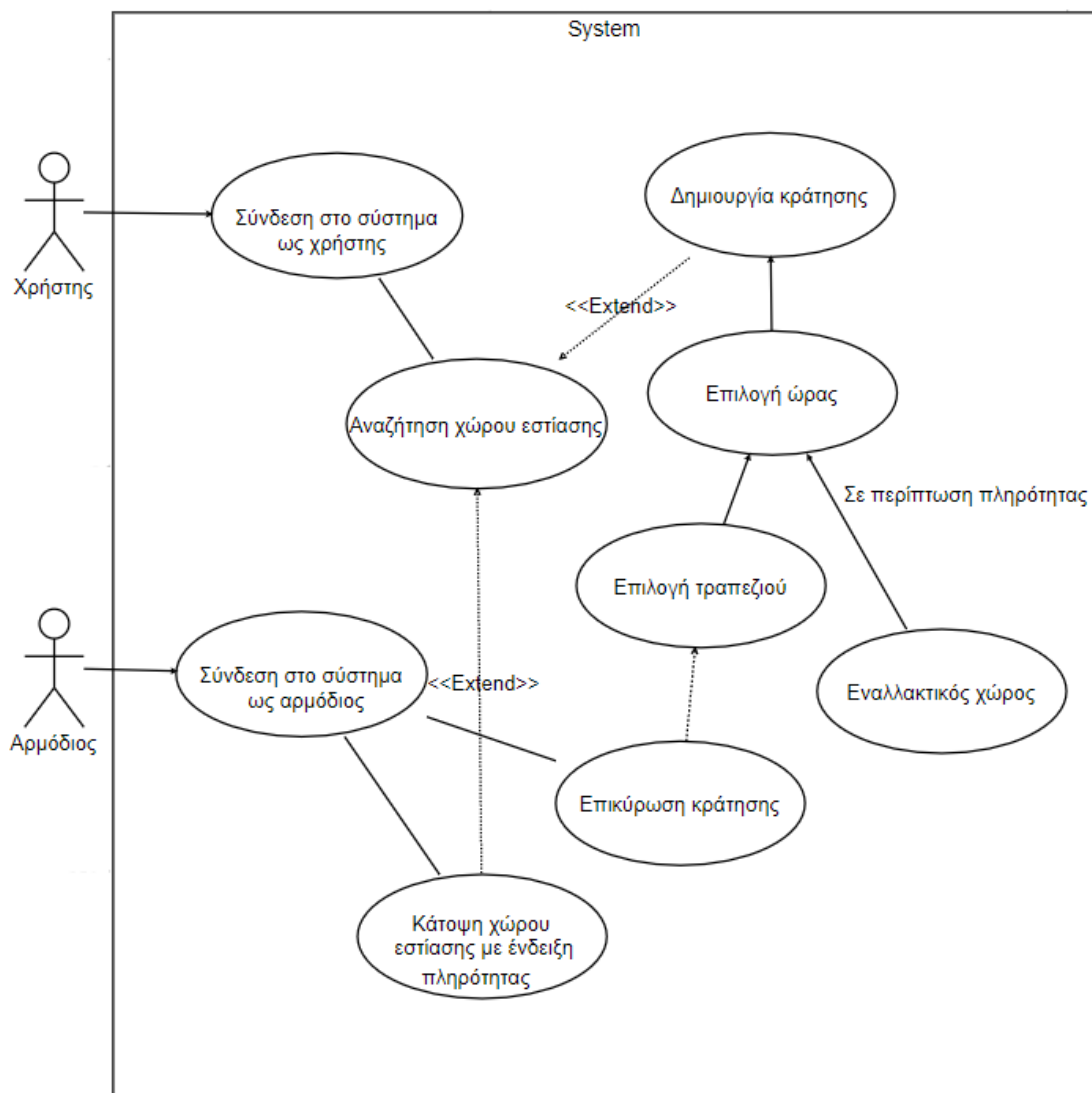 System
Σύνδεση στο σύστημα
ως χρήστης
Δημιουργία κράτησης
Χρήστης
<<Extend>>
Επιλογή ώρας
Αναζήτηση χώρου εστίασης
Σε περίπτωση πληρότητας
Επιλογή τραπεζιού
Σύνδεση στο σύστημα
ως αρμόδιος
<<Extend>>
Εναλλακτικός χώρος
Αρμόδιος
Επικύρωση κράτησης
Κάτοψη χώρου
εστίασης με ένδειξη
πληρότητας